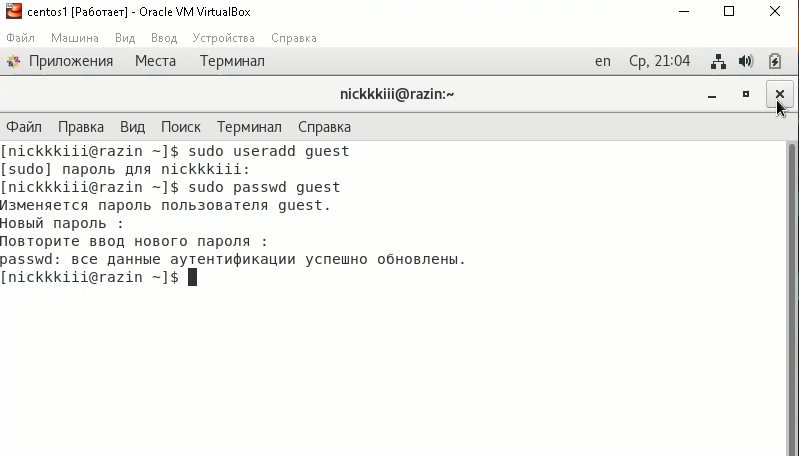 centos1 [Работает] - Oracle VM VirtualBox
Файл Машина Вид Ввод Устройства Справка
Приложения Места Терминал en Ср, 21:04
nickkkiii@razin:~
Файл Правка Вид Поиск Терминал Справка
[nickkkiii@razin ~]$ sudo useradd guest
[sudo] пароль для nickkkiii:
[nickkkiii@razin ~]$ sudo passwd guest
Изменяется пароль пользователя guest.
Новый пароль :
Повторите ввод нового пароля :
passwd: все данные аутентификации успешно обновлены.
[nickkkiii@razin ~]$